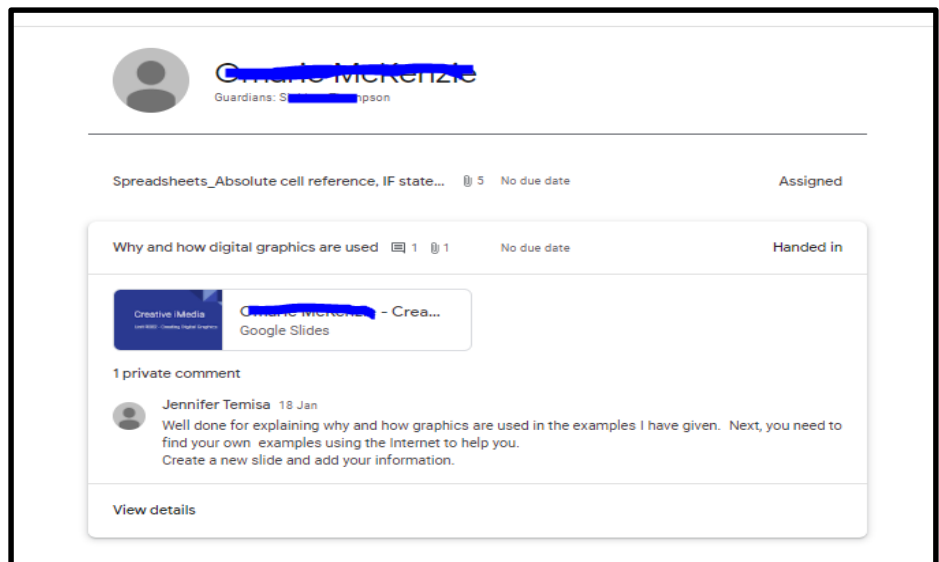 Guardians:
Spreadsheets_Absolute cell reference, IF state... 5 No due date Assigned
Why and how digital graphics are used 1 1 No due date Handed in
Creative iMedia
- Crea...
Google Slides
1 private comment
Jennifer Temisa 18 Jan
Well done for explaining why and how graphics are used in the examples I have given. Next, you need to
find your own examples using the Internet to help you.
Create a new slide and add your information.
View details